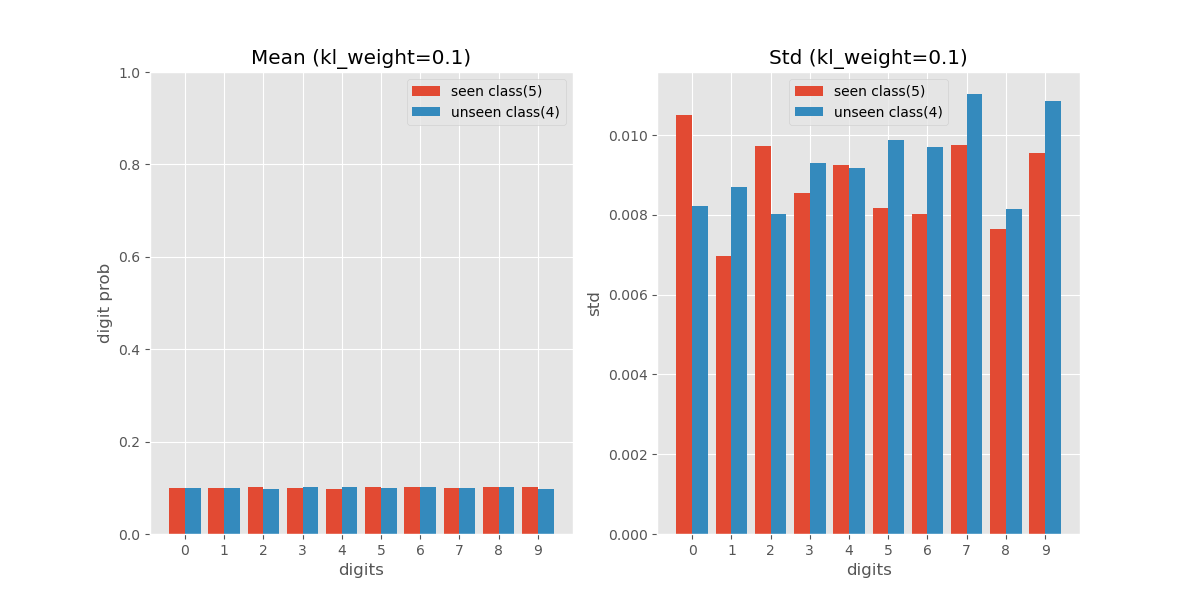 Mean (kl_weight=0.1)
seen class(5)
unseen class(4)
1.0
0.8
0.6
0.4
0.2
0.0
digit prob
0 1 2 3 4 5 6 7 8 9
digits
Std (kl_weight=0.1)
seen class(5)
unseen class(4)
0.010
0.008
0.006
0.004
0.002
0.000
std
0 1 2 3 4 5 6 7 8 9
digits